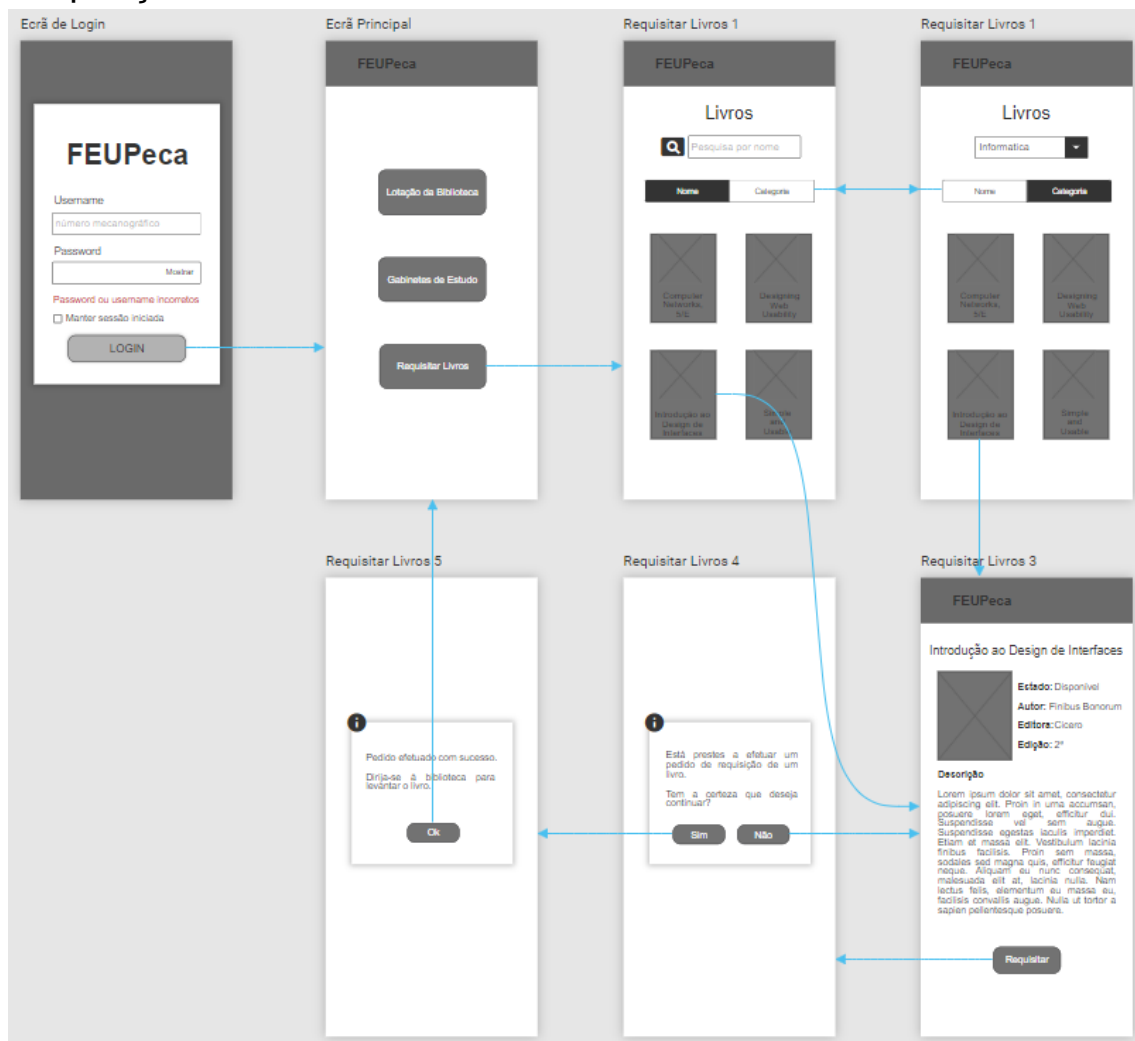 Ecrã de Login
FEUPeca
Username
número mecanográfico
Password
Mostrar
Password ou username incorretos
Manter sessão iniciada
LOGIN
Ecrã Principal
FEUPeca
Lotação da Biblioteca
Gabinetes de Estudo
Requisitar Livros
Requisitar Livros 1
FEUPeca
Livros
Pesquisa por nome
Nome Categoria
Computer
Networks,
5/E
Designing
Web
Usability
Introdução ao
Design de
Interfaces
Simple
and
Usable
Requisitar Livros 1
FEUPeca
Livros
Informatica
Nome Categoria
Computer
Networks,
5/E
Designing
Web
Usability
Introdução ao
Design de
Interfaces
Simple
and
Usable
Requisitar Livros 5
Pedido efetuado com sucesso.
Dirija-se à biblioteca para
levantar o livro.
Ok
Requisitar Livros 4
Está prestes a efetuar um
pedido de requisição de um
livro.
Tem a certeza que deseja
continuar?
Sim Não
Requisitar Livros 3
FEUPeca
Introdução ao Design de Interfaces
Estado: Disponível
Autor: Finibus Bonorum
Editora: Cicero
Edição: 2ª
Descrição
Lorem ipsum dolor sit amet, consectetur
adipiscing elit. Proin in urna accumsan,
posuere lorem eget, efficitur dui.
Suspendisse vel sem augue.
Suspendisse egestas iaculis imperdiet.
Etiam et massa elit. Vestibulum lacinia
finibus facilisis. Proin sem massa,
sodales sed magna quis, efficitur feugiat
neque. Aliquam eu nunc consequat,
malesuada elit at, lacinia nulla. Nam
lectus felis, elementum eu massa eu,
facilisis convallis augue. Nulla ut tortor a
sapien pellentesque posuere.
Requisitar